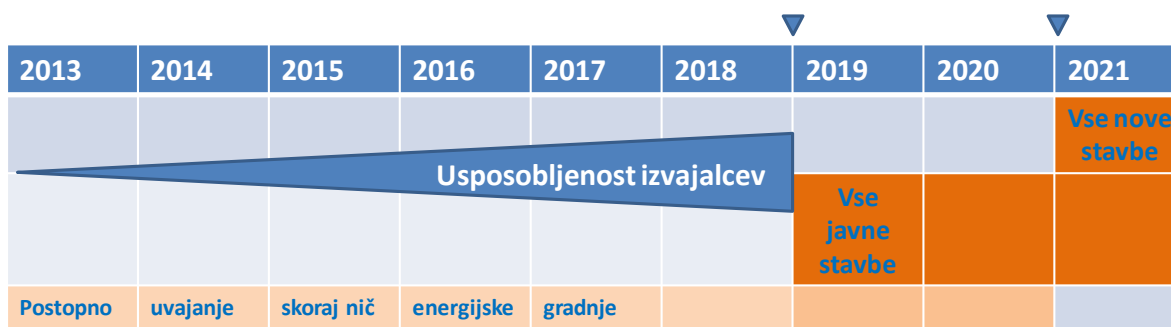 2013 2014 2015 2016 2017 2018 2019 2020 2021
Vse nove
stavbe
Usposobljenost izvajalcev
Vse
javne
stavbe
Postopno uvajanje skoraj nič energijske gradnje